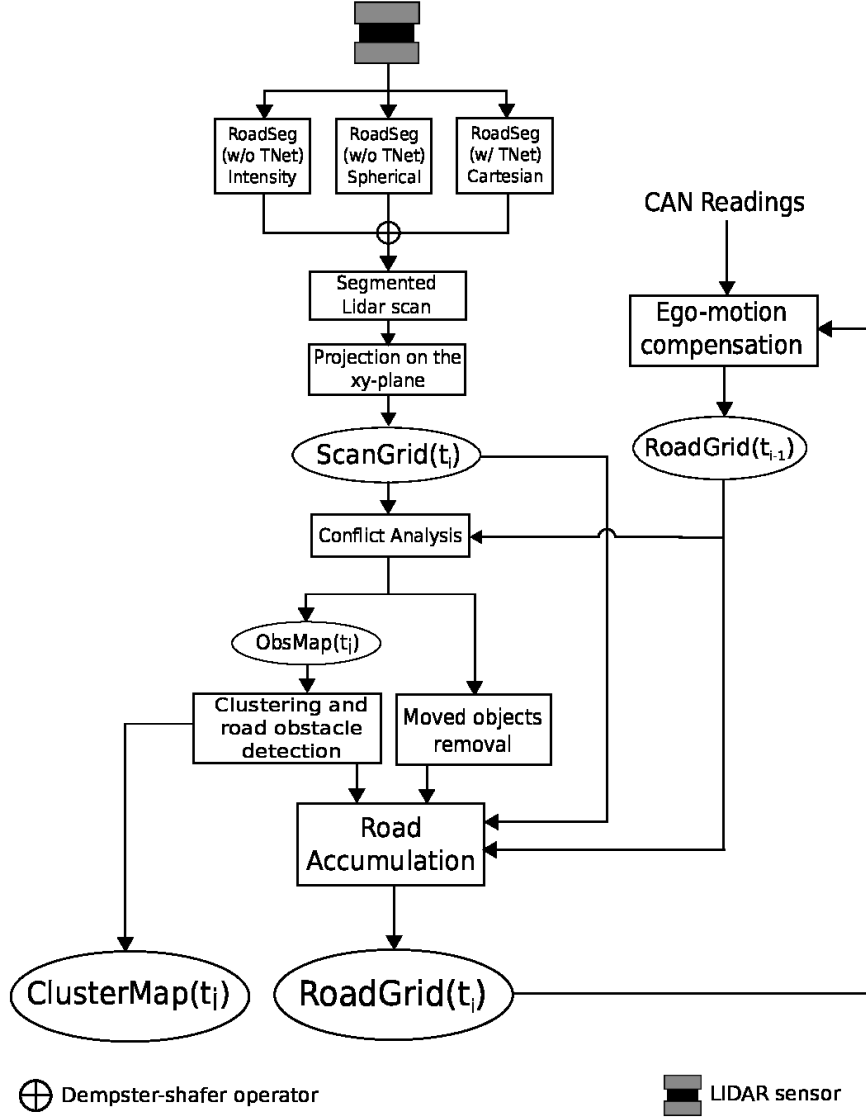 RoadSeg
(w/o TNet)
Intensity
RoadSeg
(w/o TNet)
Spherical
RoadSeg
(w/ TNet)
Cartesian
CAN Readings
Segmented
Lidar scan
Ego-motion
compensation
Projection on the
xy-plane
ScanGrid(ti)
RoadGrid(ti-1)
Conflict Analysis
ObsMap(ti)
Clustering and
road obstacle
detection
Moved objects
removal
Road
Accumulation
ClusterMap(ti)
RoadGrid(ti)
Dempster-shafer operator
LIDAR sensor